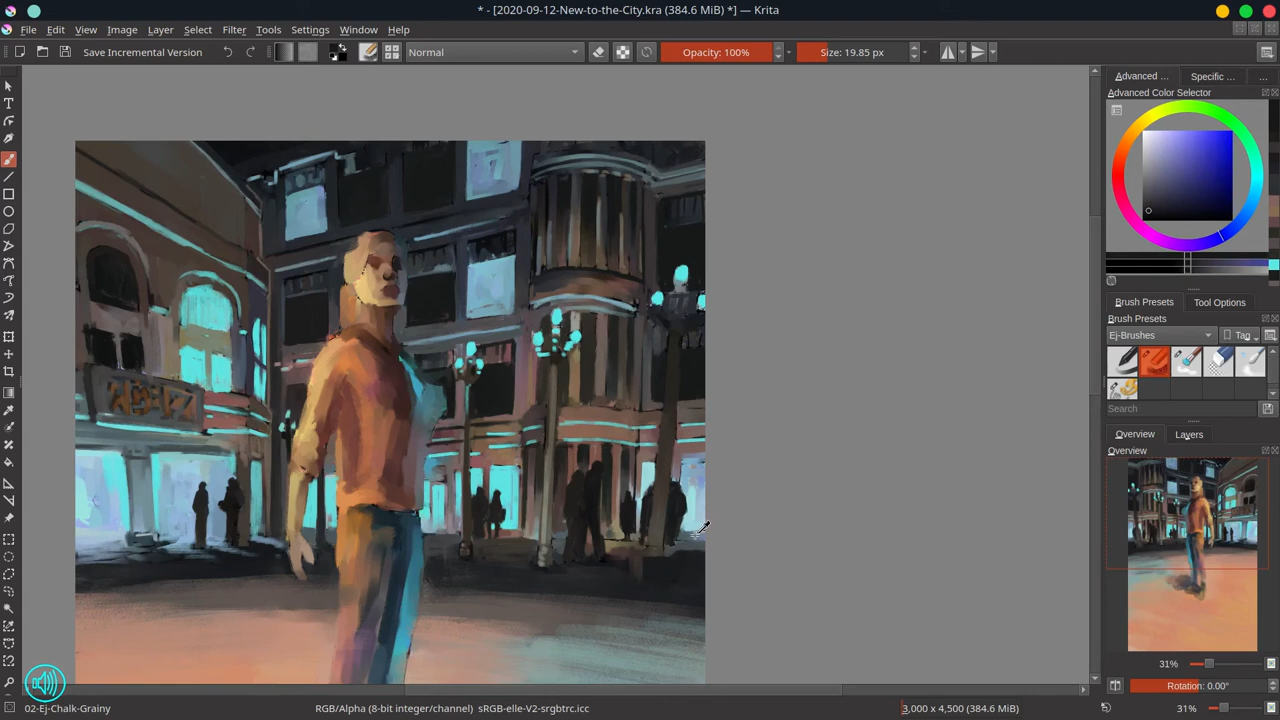 * - [2020-09-12-New-to-the-City.kra (384.6 MiB) *] — Krita
File Edit View Image Layer Select Filter Tools Settings Window Help
Save Incremental Version Normal Opacity: 100% Size: 19.85 px
Advanced ... Specific ... ...
Advanced Color Selector
Brush Presets Tool Options
Brush Presets
Ej-Brushes Tag
Search
Overview Layers
Overview
31%
Rotation: 0.00°
02-Ej-Chalk-Grainy RGB/Alpha (8-bit integer/channel) sRGB-elle-V2-srgbtrc.icc 3,000 x 4,500 (384.6 MiB) 31%